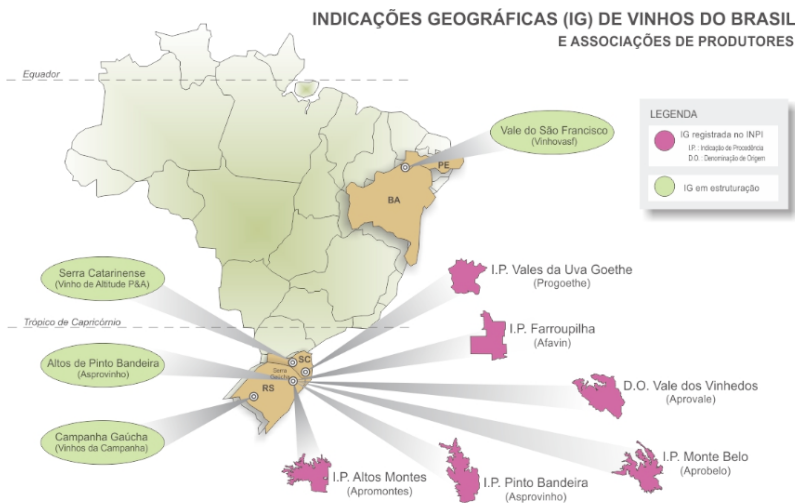 INDICAÇÕES GEOGRÁFICAS (IG) DE VINHOS DO BRASIL
E ASSOCIAÇÕES DE PRODUTORES
Equador
Vale do São Francisco
(Vinhovasf)
LEGENDA
IG registrada no INPI
I.P. : Indicação de Procedência
D.O. : Denominação de Origem
IG em estruturação
PE
BA
Serra Catarinense
(Vinho de Altitude P&A)
I.P. Vales da Uva Goethe
(Progoethe)
Trópico de Capricórnio
I.P. Farroupilha
(Afavin)
Altos de Pinto Bandeira
(Asprovinho)
SC
Serra
Gaúcha
RS
D.O. Vale dos Vinhedos
(Aprovale)
Campanha Gaúcha
(Vinhos da Campanha)
I.P. Altos Montes
(Apromontes)
I.P. Pinto Bandeira
(Asprovinho)
I.P. Monte Belo
(Aprobelo)